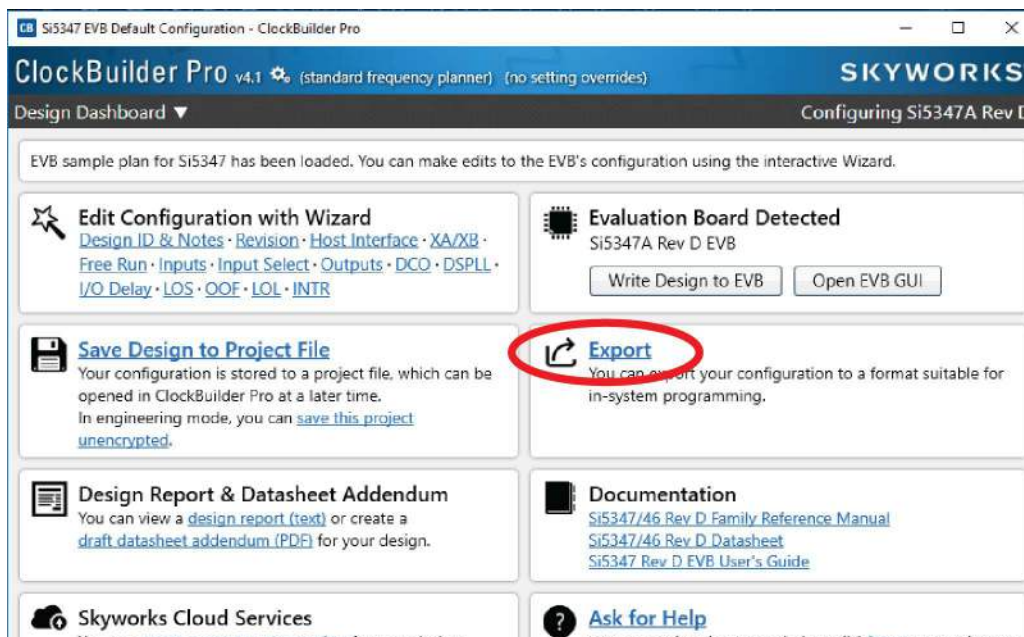 CB Si5347 EVB Default Configuration - ClockBuilder Pro
ClockBuilder Pro v4.1 (standard frequency planner) (no setting overrides)
SKYWORKS
Design Dashboard ▼
Configuring Si5347A Rev D
EVB sample plan for Si5347 has been loaded. You can make edits to the EVB's configuration using the interactive Wizard.
Edit Configuration with Wizard
Design ID & Notes · Revision · Host Interface · XA/XB ·
Free Run · Inputs · Input Select · Outputs · DCO · DSPLL ·
I/O Delay · LOS · OOF · LOL · INTR
Evaluation Board Detected
Si5347A Rev D EVB
Write Design to EVB
Open EVB GUI
Save Design to Project File
Your configuration is stored to a project file, which can be
opened in ClockBuilder Pro at a later time.
In engineering mode, you can save this project
unencrypted.
Export
You can export your configuration to a format suitable for
in-system programming.
Design Report & Datasheet Addendum
You can view a design report (text) or create a
draft datasheet addendum (PDF) for your design.
Documentation
Si5347/46 Rev D Family Reference Manual
Si5347/46 Rev D Datasheet
Si5347 Rev D EVB User's Guide
Skyworks Cloud Services
? Ask for Help